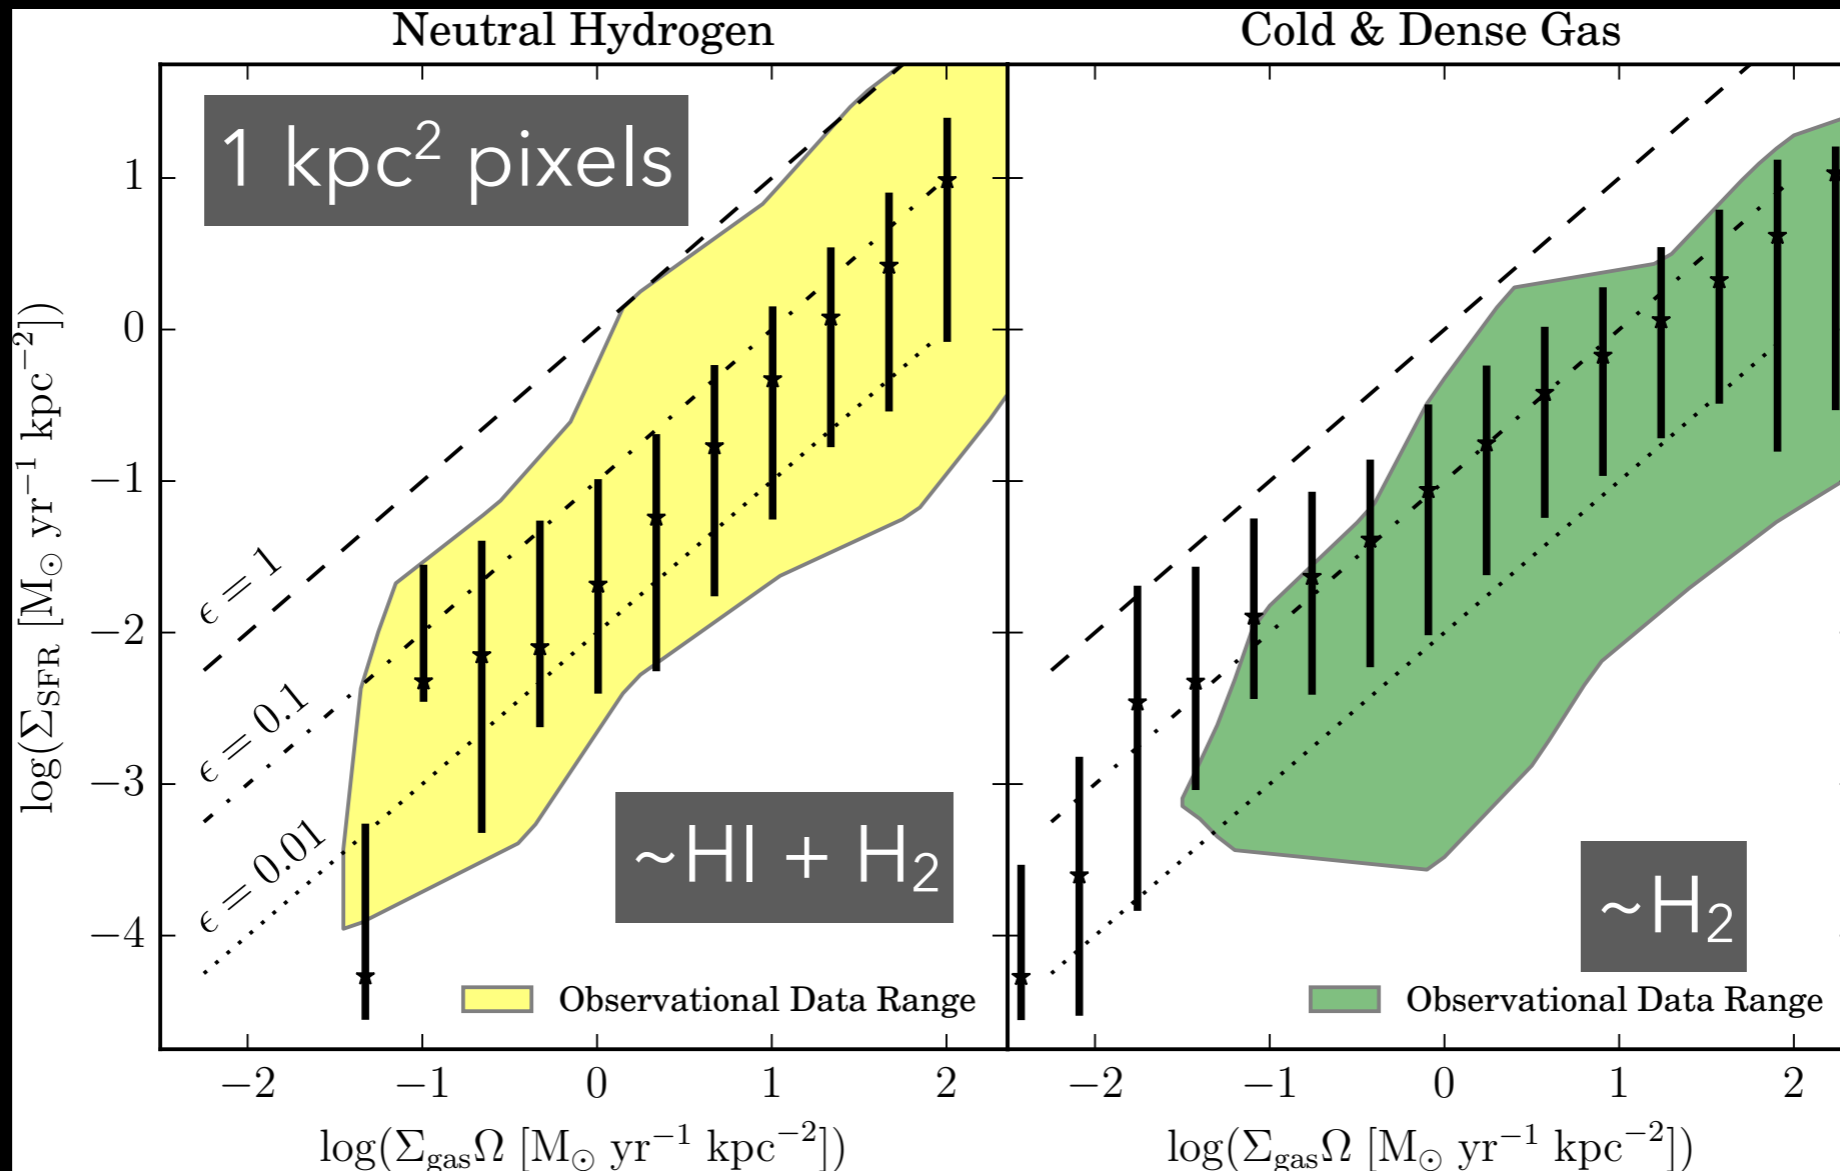 Neutral Hydrogen
Cold & Dense Gas
1 kpc² pixels
ϵ = 1
ϵ = 0.1
ϵ = 0.01
~HI + H₂
~H₂
Observational Data Range
Observational Data Range
1
0
−1
−2
−3
−4
log(Σ_SFR [M_⊙ yr⁻¹ kpc⁻²])
−2 −1 0 1 2
−2 −1 0 1 2
log(Σ_gasΩ [M_⊙ yr⁻¹ kpc⁻²])
log(Σ_gasΩ [M_⊙ yr⁻¹ kpc⁻²])